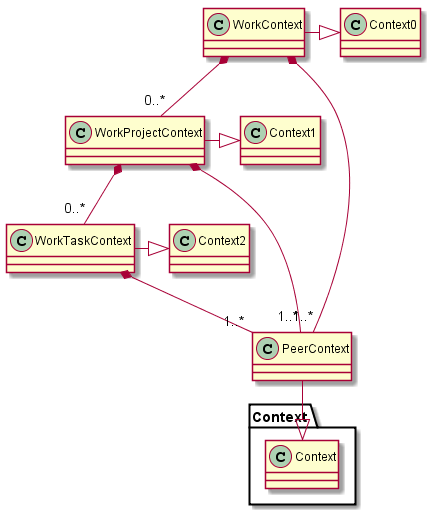 C WorkContext
C Context0
0..*
C WorkProjectContext
C Context1
0..*
C WorkTaskContext
C Context2
1..*
1..*
1..*
C PeerContext
Context
C Context